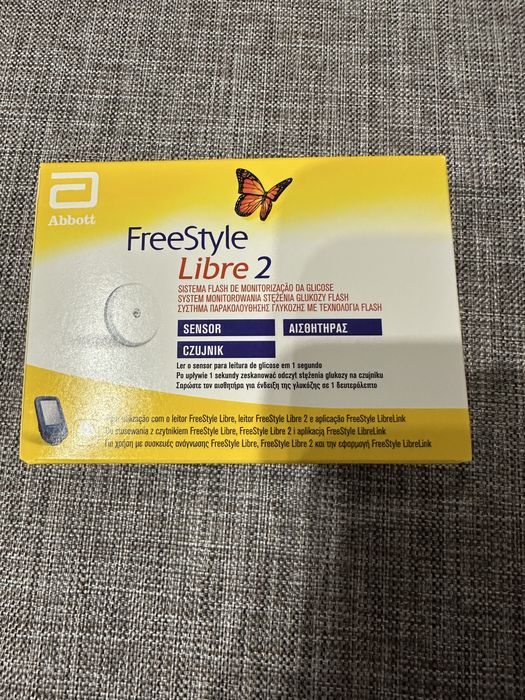 Abbott
FreeStyle
Libre 2
SISTEMA FLASH DE MONITORIZAÇÃO DA GLICOSE
SYSTEM MONITOROWANIA STĘŻENIA GLUKOZY FLASH
ΣΥΣΤΗΜΑ ΠΑΡΑΚΟΛΟΥΘΗΣΗΣ ΓΛΥΚΟΖΗΣ ΜΕ ΤΕΧΝΟΛΟΓΙΑ FLASH
SENSOR ΑΙΣΘΗΤΗΡΑΣ
CZUJNIK
Ler o sensor para leitura de glicose em 1 segundo
Po upływie 1 sekundy zeskanować odczyt stężenia glukozy na czujniku
Σαρώστε τον αισθητήρα για ένδειξη της γλυκόζης σε 1 δευτερόλεπτο
utilização com o leitor FreeStyle Libre, leitor FreeStyle Libre 2 e aplicação FreeStyle LibreLink
Do stosowania z czytnikiem FreeStyle Libre, FreeStyle Libre 2 i aplikacją FreeStyle LibreLink
Για χρήση με συσκευές ανάγνωσης FreeStyle Libre, FreeStyle Libre 2 και την εφαρμογή FreeStyle LibreLink